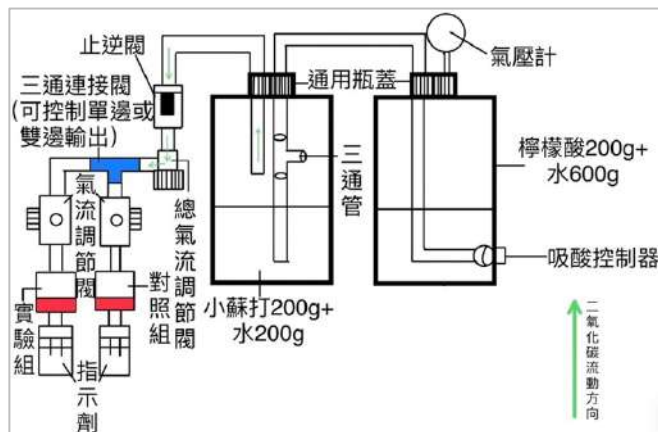 止逆閥
三通連接閥
(可控制單邊或
雙邊輸出)
氣流調節閥
總氣流調節閥
實驗組
對照組
指示劑
通用瓶蓋
三通管
小蘇打200g+
水200g
氣壓計
檸檬酸200g+
水600g
吸酸控制器
二氧化碳流動方向